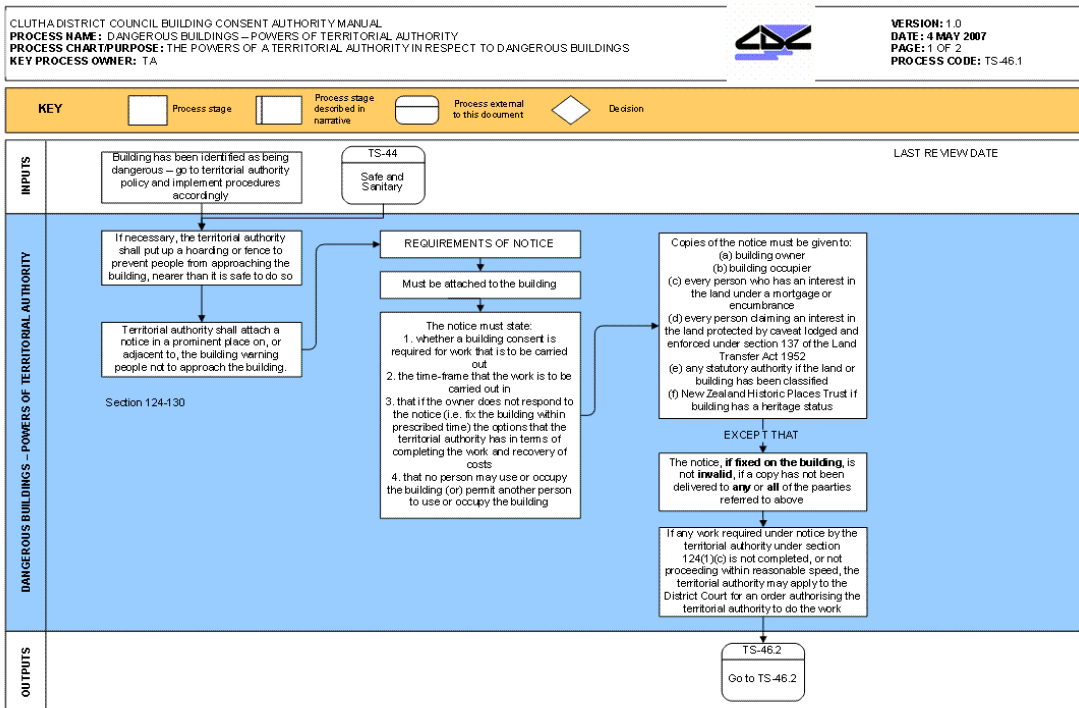 CLUTHA DISTRICT COUNCIL BUILDING CONSENT AUTHORITY MANUAL
PROCESS NAME: DANGEROUS BUILDINGS – POWERS OF TERRITORIAL AUTHORITY
PROCESS CHART/PURPOSE: THE POWERS OF A TERRITORIAL AUTHORITY IN RESPECT TO DANGEROUS BUILDINGS
KEY PROCESS OWNER: TA
CDC
VERSION: 1.0
DATE: 4 MAY 2007
PAGE: 1 OF 2
PROCESS CODE: TS-46.1
KEY
Process stage
Process stage
described in
narrative
Process external
to this document
Decision
INPUTS
Building has been identified as being
dangerous – go to territorial authority
policy and implement procedures
accordingly
TS-44
Safe and
Sanitary
LAST REVIEW DATE
DANGEROUS BUILDINGS – POWERS OF TERRITORIAL AUTHORITY
If necessary, the territorial authority
shall put up a hoarding or fence to
prevent people from approaching the
building, nearer than it is safe to do so
Territorial authority shall attach a
notice in a prominent place on, or
adjacent to, the building warning
people not to approach the building.
Section 124-130
REQUIREMENTS OF NOTICE
Must be attached to the building
The notice must state:
1. whether a building consent is
required for work that is to be carried
out
2. the time-frame that the work is to be
carried out in
3. that if the owner does not respond to
the notice (i.e. fix the building within
prescribed time) the options that the
territorial authority has in terms of
completing the work and recovery of
costs
4. that no person may use or occupy
the building (or) permit another person
to use or occupy the building
Copies of the notice must be given to:
(a) building owner
(b) building occupier
(c) every person who has an interest in
the land under a mortgage or
encumbrance
(d) every person claiming an interest in
the land protected by caveat lodged and
enforced under section 137 of the Land
Transfer Act 1952
(e) any statutory authority if the land or
building has been classified
(f) New Zealand Historic Places Trust if
building has a heritage status
EXCEPT THAT
The notice, if fixed on the building, is
not invalid, if a copy has not been
delivered to any or all of the paarties
referred to above
If any work required under notice by the
territorial authority under section
124(1)(c) is not completed, or not
proceeding within reasonable speed, the
territorial authority may apply to the
District Court for an order authorising the
territorial authority to do the work
OUTPUTS
TS-46.2
Go to TS-46.2